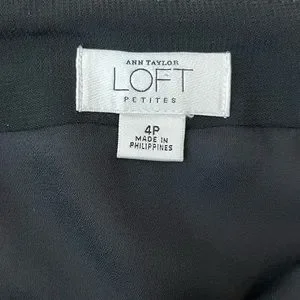 ANN TAYLOR
LOFT
PETITES
4P
MADE IN
PHILIPPINES